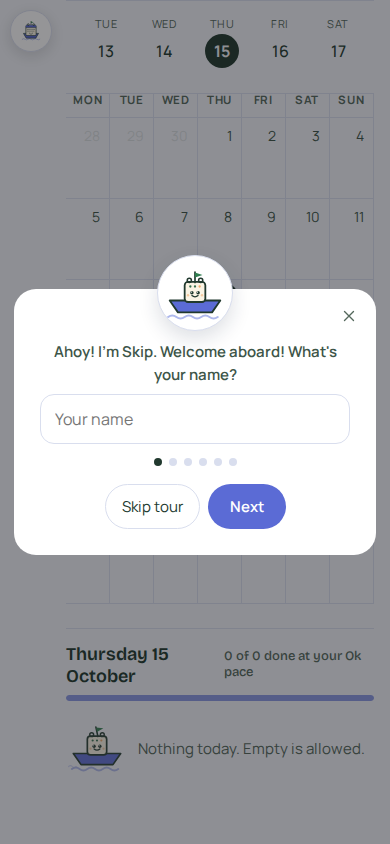 TUE WED THU FRI SAT
13 14 15 16 17
MON TUE WED THU FRI SAT SUN
28 29 30 1 2 3 4
5 6 7 8 9 10 11
Ahoy! I'm Skip. Welcome aboard! What's
your name?
Your name
Skip tour Next
Thursday 15
October
0 of 0 done at your Ok
pace
Nothing today. Empty is allowed.